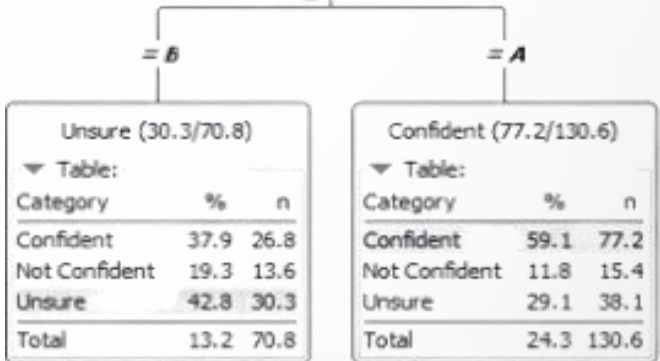 = B
= A
Unsure (30.3/70.8)
Table:
Category % n
Confident 37.9 26.8
Not Confident 19.3 13.6
Unsure 42.8 30.3
Total 13.2 70.8
Confident (77.2/130.6)
Table:
Category % n
Confident 59.1 77.2
Not Confident 11.8 15.4
Unsure 29.1 38.1
Total 24.3 130.6